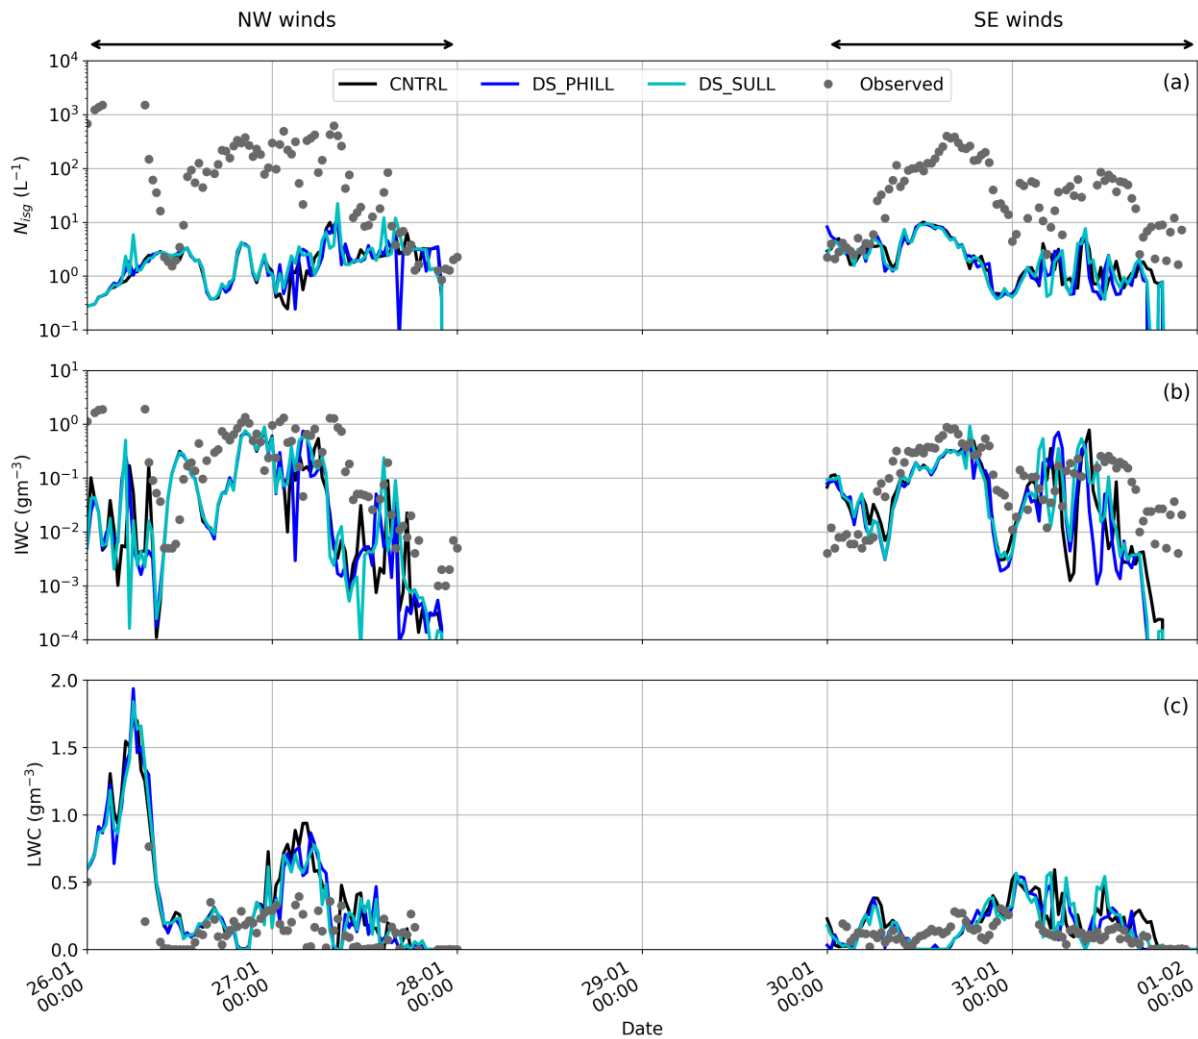 NW winds
SE winds
CNTRL
DS_PHILL
DS_SULL
Observed
(a)
10⁴
10³
10²
10¹
10⁰
10⁻¹
N_isg (L⁻¹)
(b)
10¹
10⁰
10⁻¹
10⁻²
10⁻³
10⁻⁴
IWC (gm⁻³)
(c)
2.0
1.5
1.0
0.5
0.0
LWC (gm⁻³)
26-01
00:00
27-01
00:00
28-01
00:00
29-01
00:00
30-01
00:00
31-01
00:00
01-02
00:00
Date